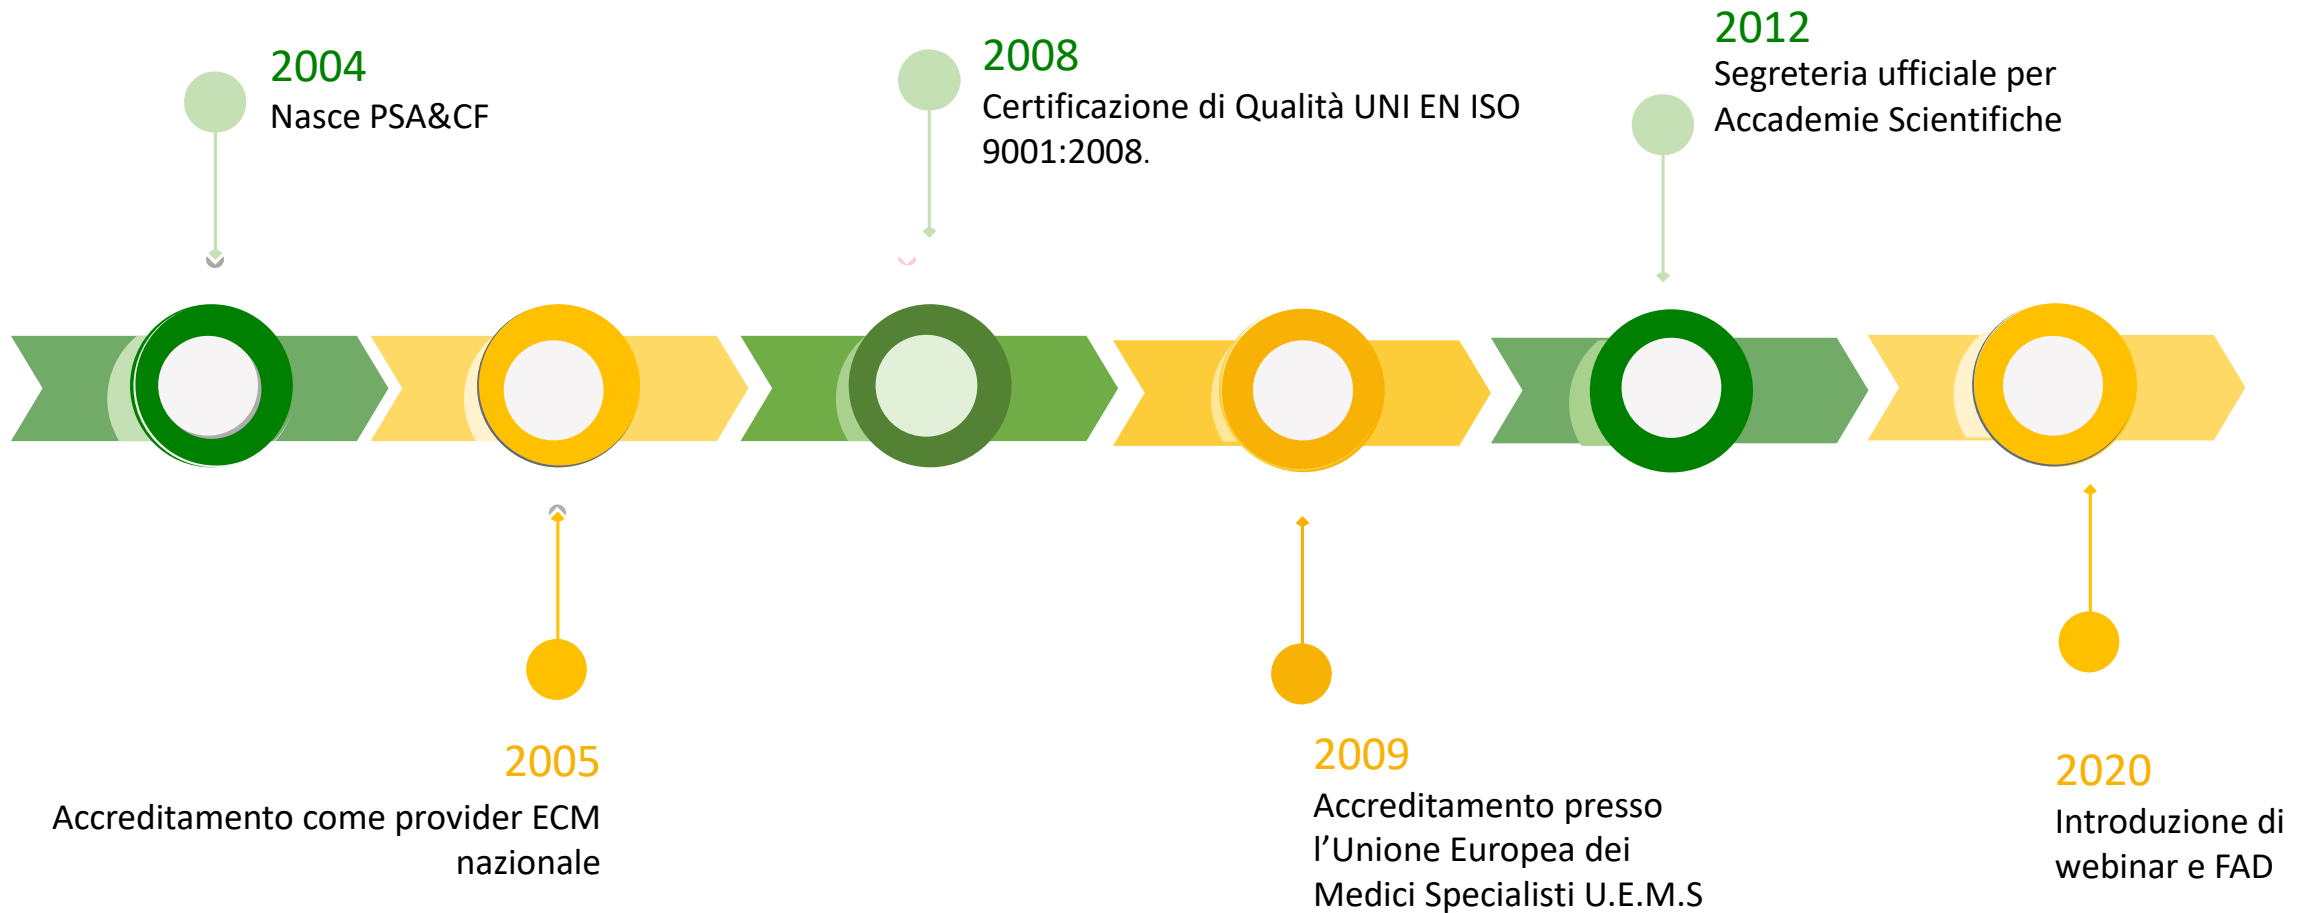 2004
Nasce PSA&CF
2005
Accreditamento come provider ECM
nazionale
2008
Certificazione di Qualità UNI EN ISO
9001:2008.
2009
Accreditamento presso
l’Unione Europea dei
Medici Specialisti U.E.M.S
2012
Segreteria ufficiale per
Accademie Scientifiche
2020
Introduzione di
webinar e FAD